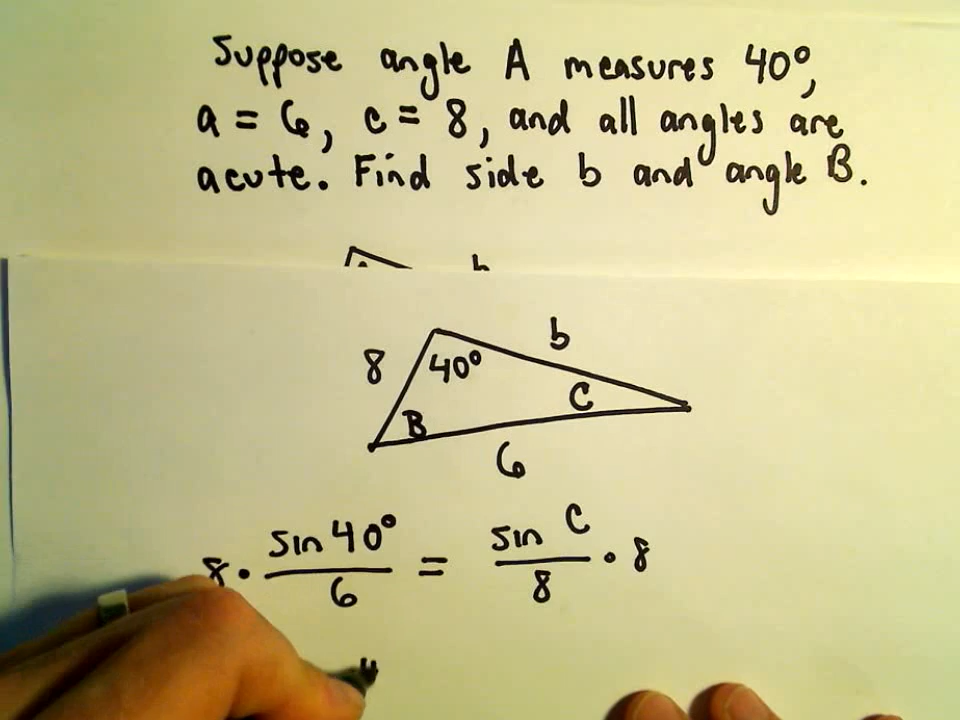 Suppose angle A measures 40°,
a = 6, c = 8, and all angles are
acute. Find side b and angle B.
b
8 40°
C
B
6
8 · sin 40° / 6 = sin C / 8 · 8